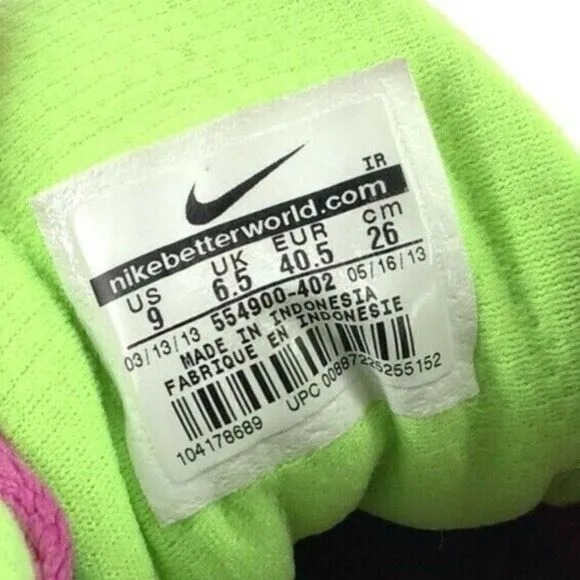 IR
nikebetterworld.com
US UK EUR cm
9 6.5 40.5 26
03/13/13 554900-402 05/16/13
MADE IN INDONESIA
FABRIQUE EN INDONESIE
104178689 UPC 00887225255152